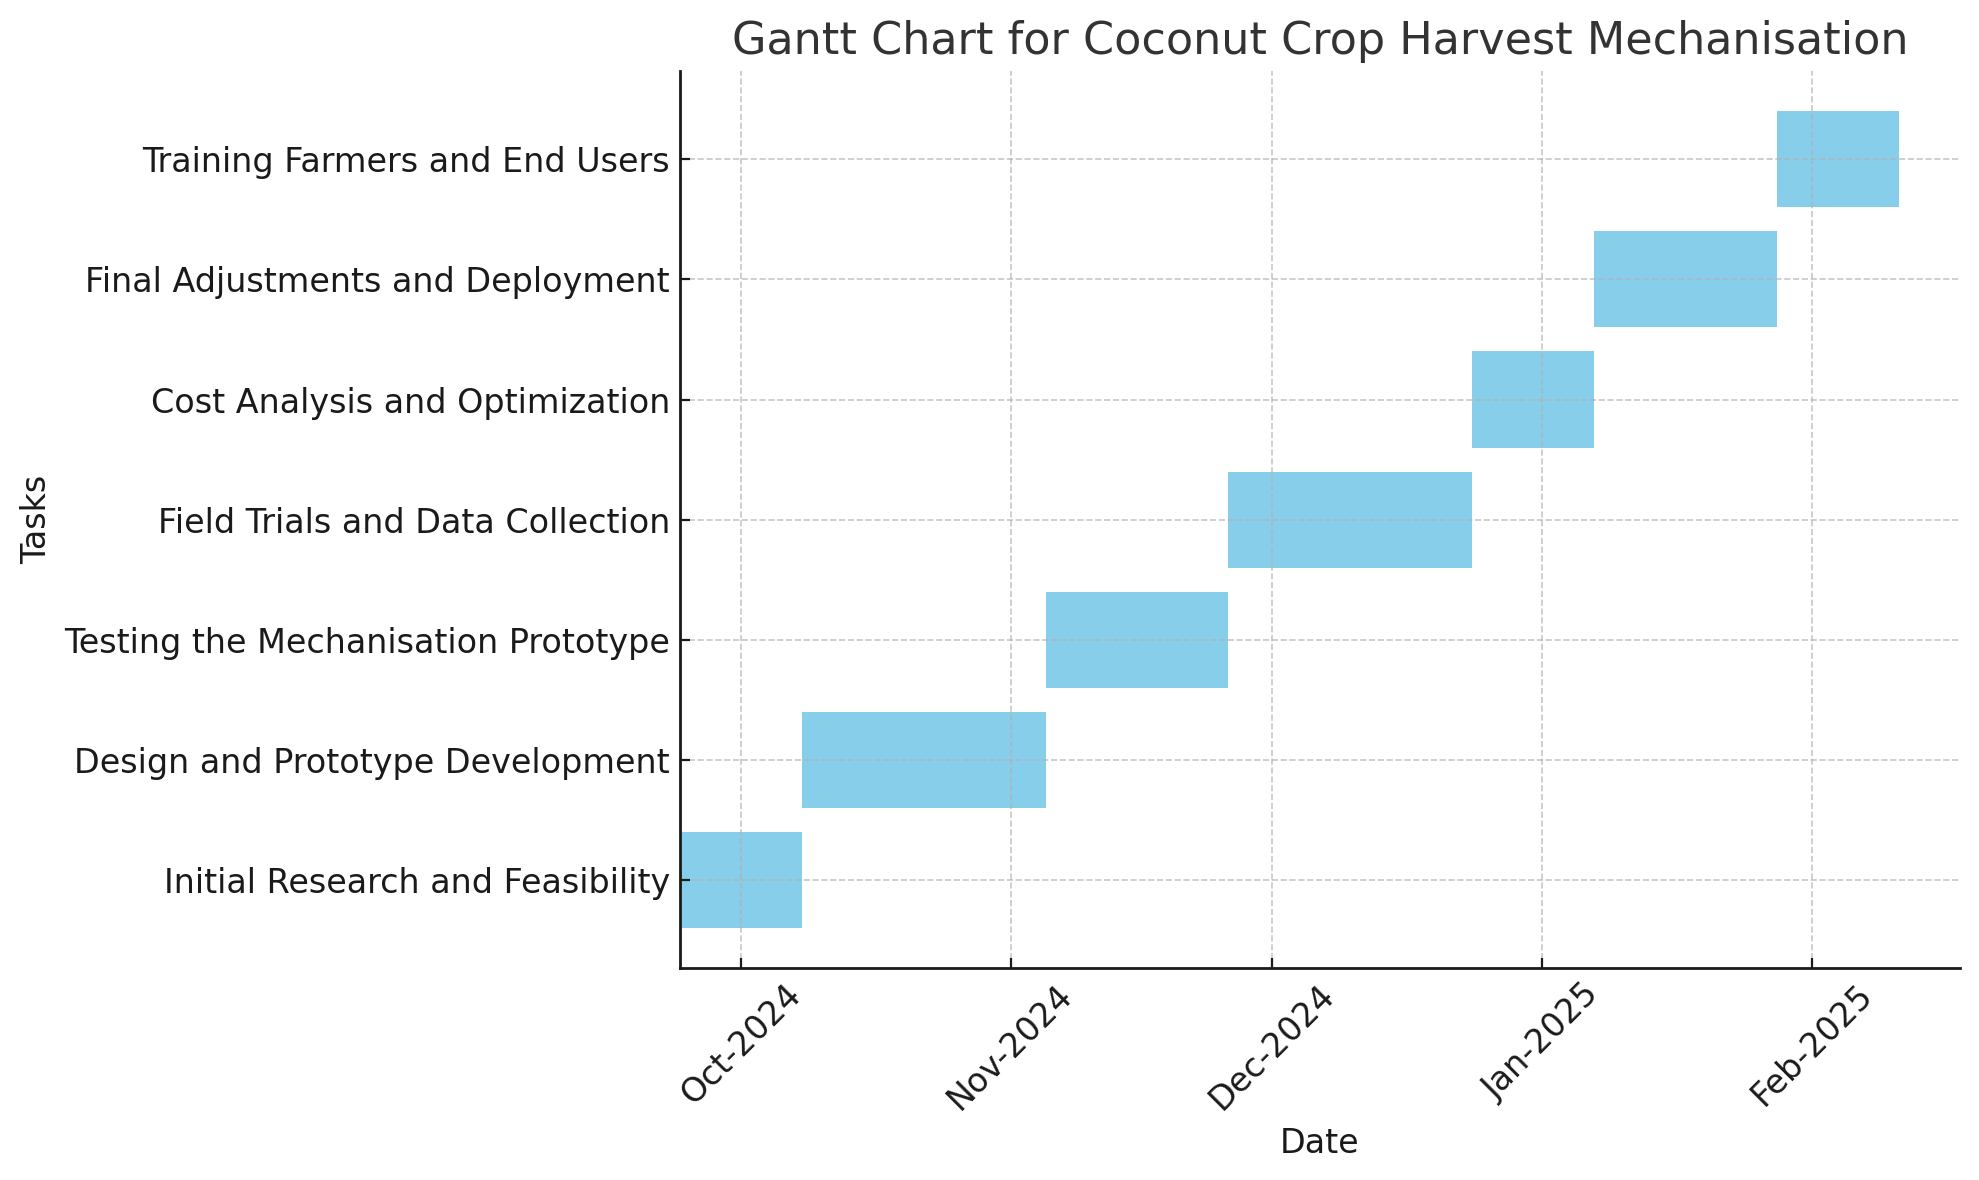 Gantt Chart for Coconut Crop Harvest Mechanisation
Training Farmers and End Users
Final Adjustments and Deployment
Cost Analysis and Optimization
Field Trials and Data Collection
Testing the Mechanisation Prototype
Design and Prototype Development
Initial Research and Feasibility
Tasks
Oct-2024
Nov-2024
Dec-2024
Jan-2025
Feb-2025
Date